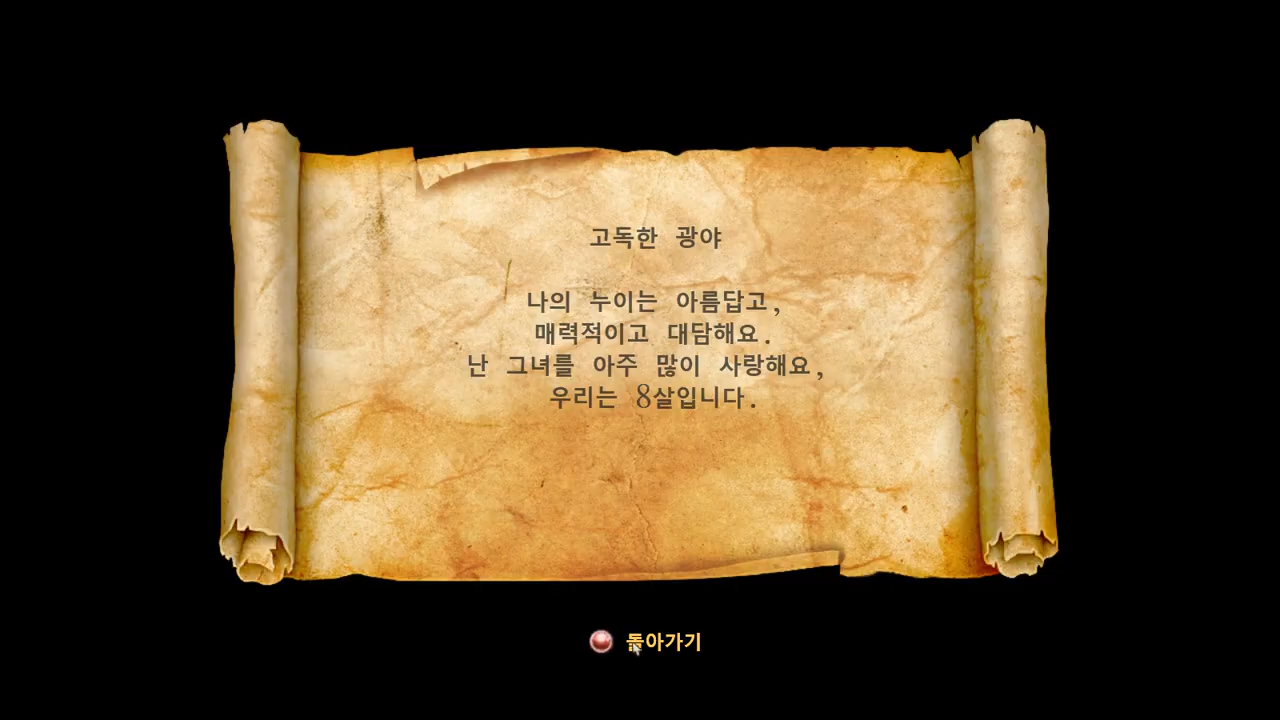 고독한 광야
나의 누이는 아름답고,
매력적이고 대담해요.
난 그녀를 아주 많이 사랑해요,
우리는 8살입니다.
돌아가기